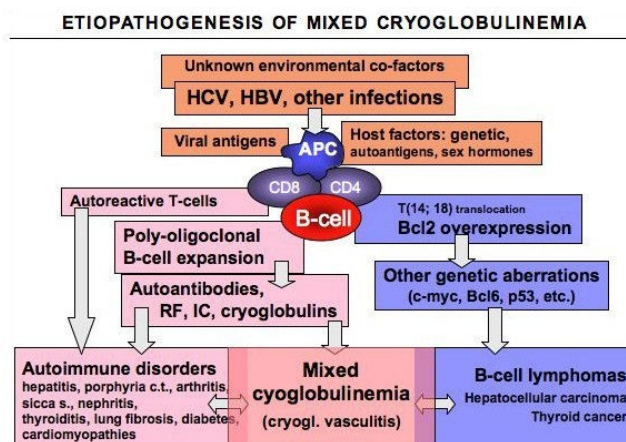 ETIOPATHOGENESIS OF MIXED CRYOGLOBULINEMIA
Unknown environmental co-factors
HCV, HBV, other infections
Viral antigens
APC
Host factors: genetic,
autoantigens, sex hormones
CD8
CD4
B-cell
Autoreactive T-cells
T(14; 18) translocation
Bcl2 overexpression
Poly-oligoclonal
B-cell expansion
Other genetic aberrations
(c-myc, Bcl6, p53, etc.)
Autoantibodies,
RF, IC, cryoglobulins
Autoimmune disorders
hepatitis, porphyria c.t., arthritis,
sicca s., nephritis,
thyroiditis, lung fibrosis, diabetes,
cardiomyopathies
Mixed
cyoglobulinemia
(cryogl. vasculitis)
B-cell lymphomas
Hepatocellular carcinoma
Thyroid cancer